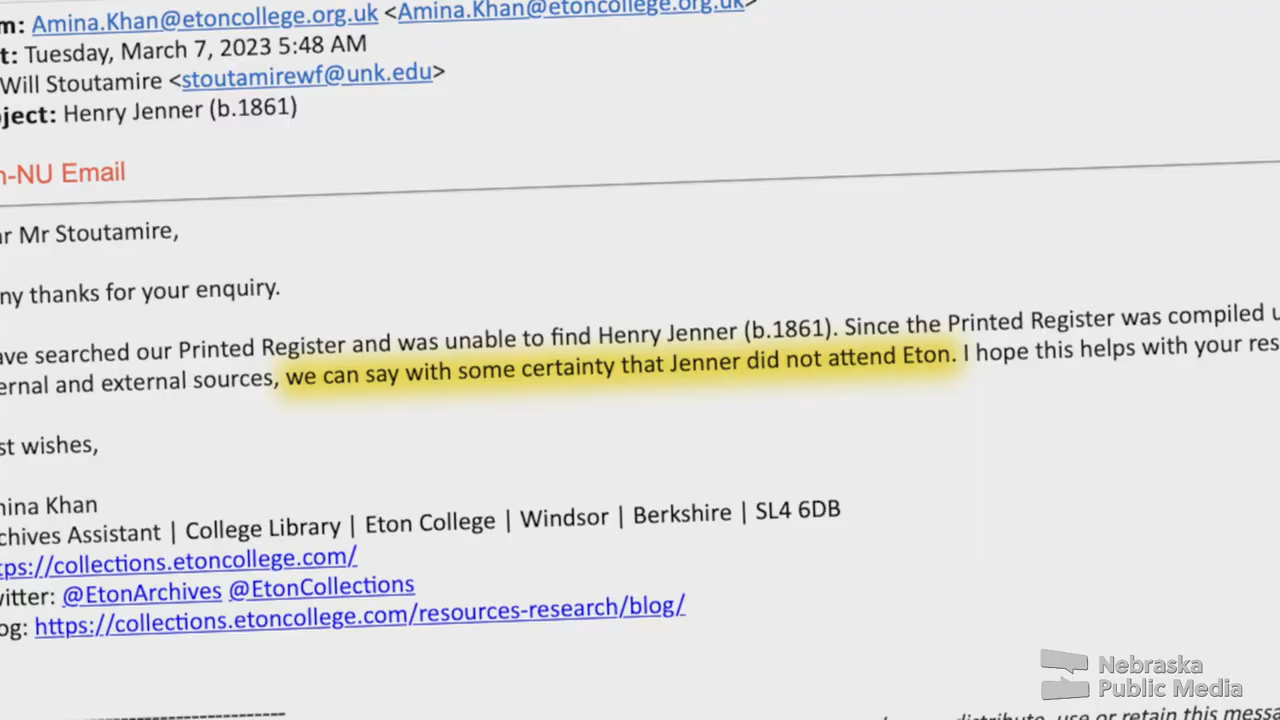 m: Amina.Khan@etoncollege.org.uk <Amina.Khan@etoncollege.org.uk>
t: Tuesday, March 7, 2023 5:48 AM
Will Stoutamire <stoutamirewf@unk.edu>
ject: Henry Jenner (b.1861)
n-NU Email
ar Mr Stoutamire,
ny thanks for your enquiry.
ave searched our Printed Register and was unable to find Henry Jenner (b.1861). Since the Printed Register was compiled u
ernal and external sources, we can say with some certainty that Jenner did not attend Eton. I hope this helps with your res
st wishes,
nina Khan
chives Assistant | College Library | Eton College | Windsor | Berkshire | SL4 6DB
tps://collections.etoncollege.com/
witter: @EtonArchives @EtonCollections
og: https://collections.etoncollege.com/resources-research/blog/
distribute, use or retain this messa
Nebraska
Public Media